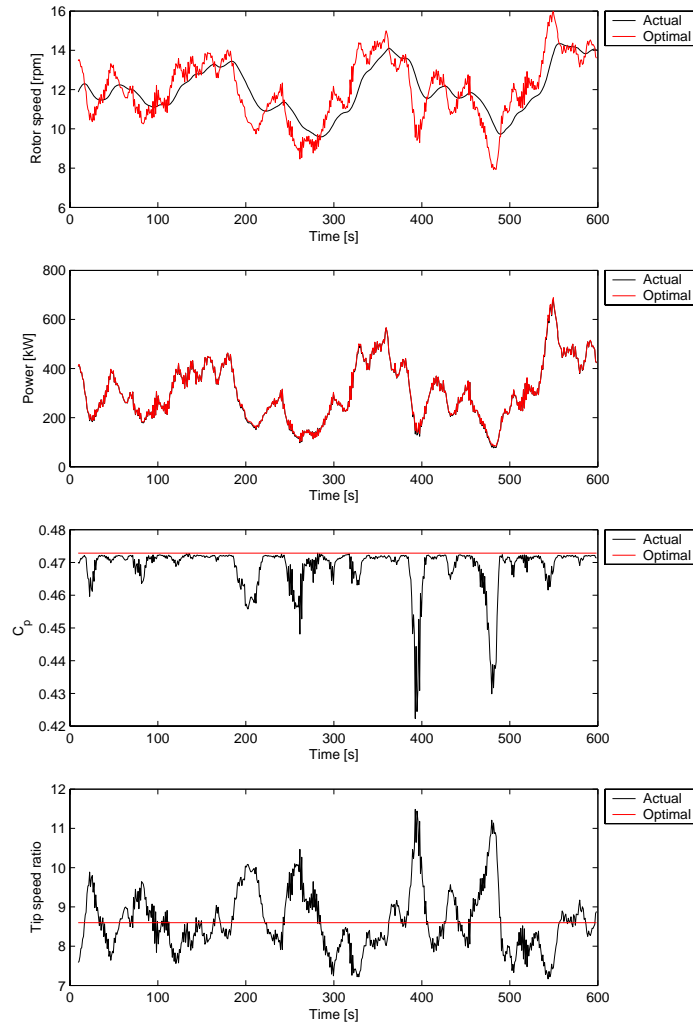 16
14
12
10
8
6
Rotor speed [rpm]
0 100 200 300 400 500 600
Time [s]
Actual
Optimal
800
600
400
200
0
Power [kW]
0 100 200 300 400 500 600
Time [s]
Actual
Optimal
0.48
0.47
0.46
0.45
0.44
0.43
0.42
Cp
0 100 200 300 400 500 600
Time [s]
Actual
Optimal
12
11
10
9
8
7
Tip speed ratio
0 100 200 300 400 500 600
Time [s]
Actual
Optimal